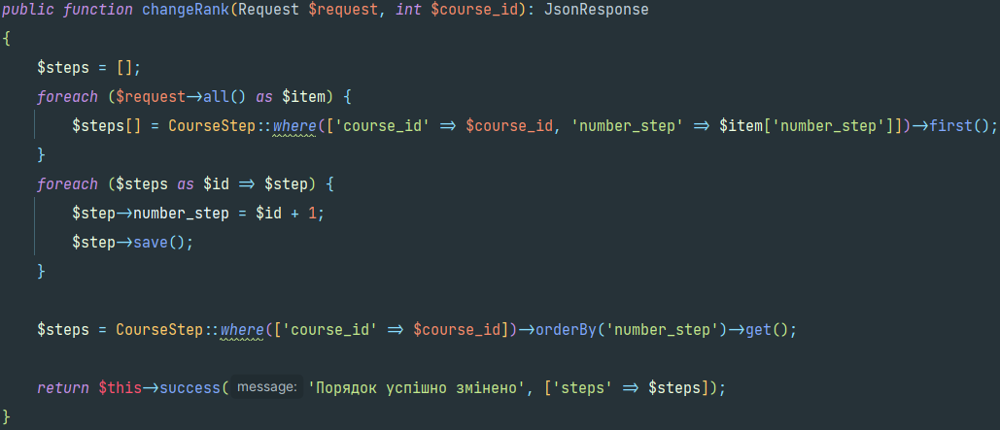 public function changeRank(Request $request, int $course_id): JsonResponse
{
    $steps = [];
    foreach ($request->all() as $item) {
        $steps[] = CourseStep::where(['course_id' => $course_id, 'number_step' => $item['number_step']])->first();
    }
    foreach ($steps as $id => $step) {
        $step->number_step = $id + 1;
        $step->save();
    }

    $steps = CourseStep::where(['course_id' => $course_id])->orderBy('number_step')->get();

    return $this->success( message: 'Порядок успішно змінено', ['steps' => $steps]);
}